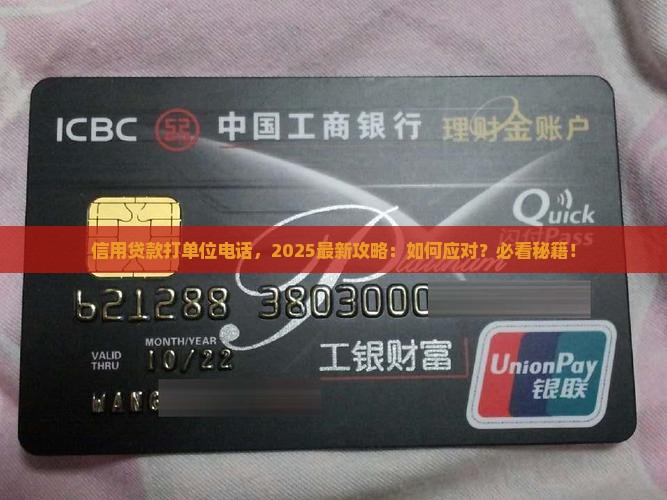 ICBC 中国工商银行 理财金账户
Quick
闪付Pass
信用贷款打单位电话，2025最新攻略：如何应对？必看秘籍！
Platinum
621288 3803000
MONTH/YEAR
VALID THRU 10/22
工银财富
UnionPay
银联
WANG